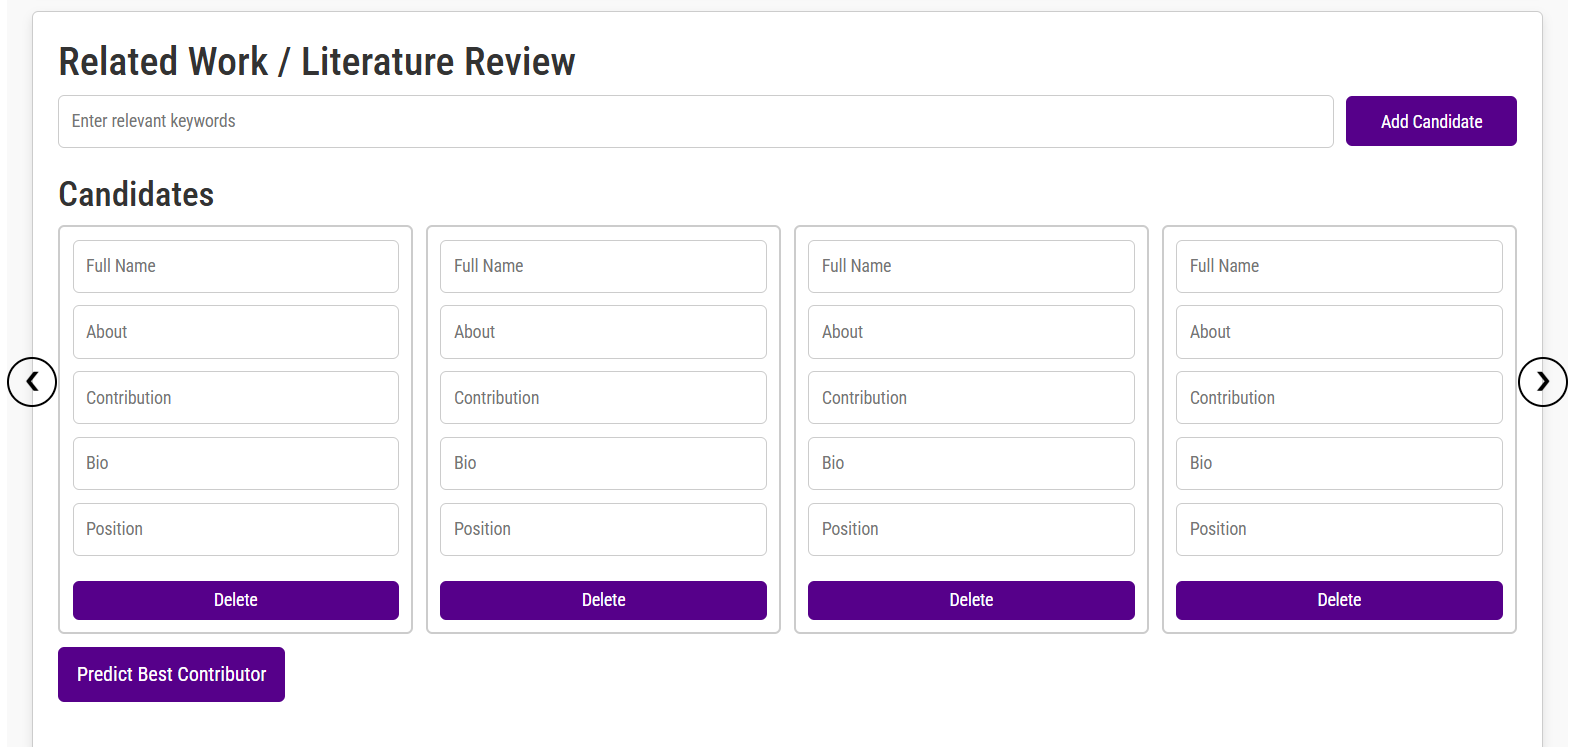 Related Work / Literature Review
Enter relevant keywords
Add Candidate
Candidates
Full Name
About
Contribution
Bio
Position
Delete
Full Name
About
Contribution
Bio
Position
Delete
Full Name
About
Contribution
Bio
Position
Delete
Full Name
About
Contribution
Bio
Position
Delete
Predict Best Contributor